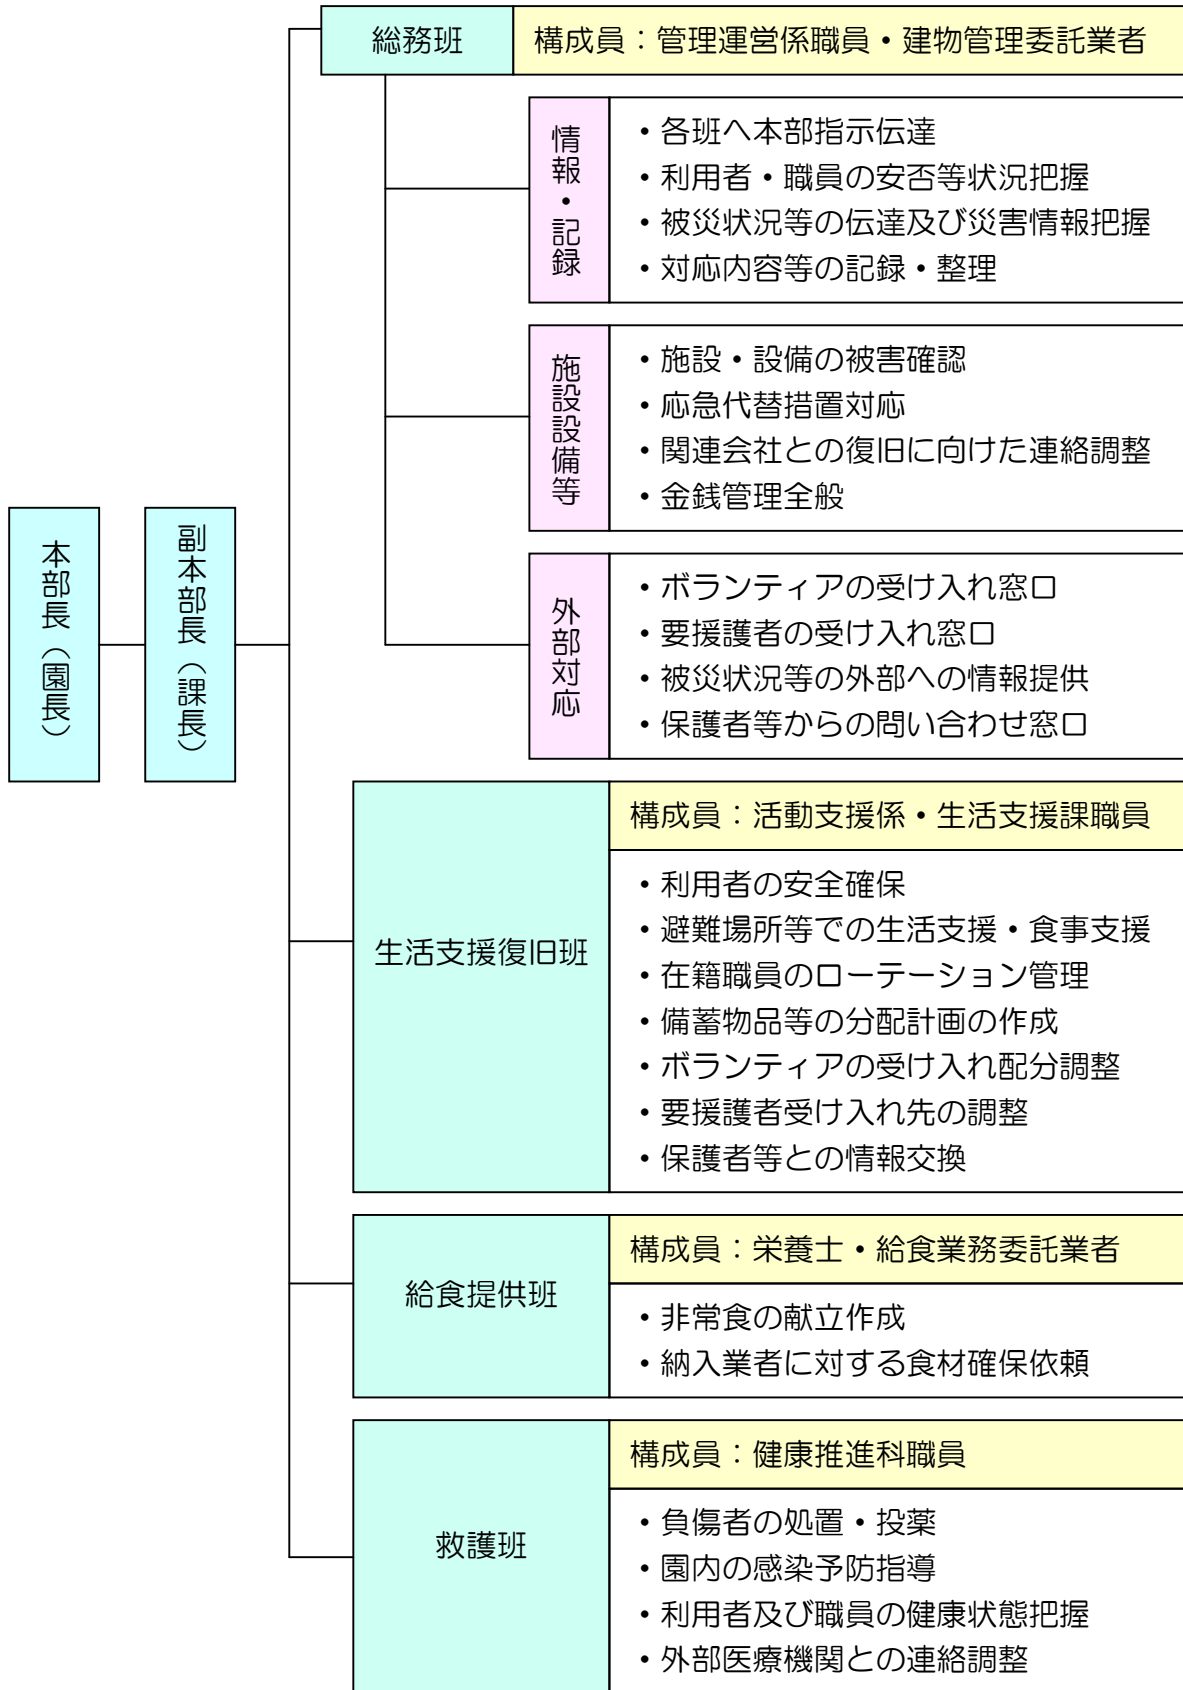 本部長（園長）
副本部長（課長）
総務班
構成員：管理運営係職員・建物管理委託業者
情報・記録
・各班へ本部指示伝達
・利用者・職員の安否等状況把握
・被災状況等の伝達及び災害情報把握
・対応内容等の記録・整理
施設設備等
・施設・設備の被害確認
・応急代替措置対応
・関連会社との復旧に向けた連絡調整
・金銭管理全般
外部対応
・ボランティアの受け入れ窓口
・要援護者の受け入れ窓口
・被災状況等の外部への情報提供
・保護者等からの問い合わせ窓口
生活支援復旧班
構成員：活動支援係・生活支援課職員
・利用者の安全確保
・避難場所等での生活支援・食事支援
・在籍職員のローテーション管理
・備蓄物品等の分配計画の作成
・ボランティアの受け入れ配分調整
・要援護者受け入れ先の調整
・保護者等との情報交換
給食提供班
構成員：栄養士・給食業務委託業者
・非常食の献立作成
・納入業者に対する食材確保依頼
救護班
構成員：健康推進科職員
・負傷者の処置・投薬
・園内の感染予防指導
・利用者及び職員の健康状態把握
・外部医療機関との連絡調整